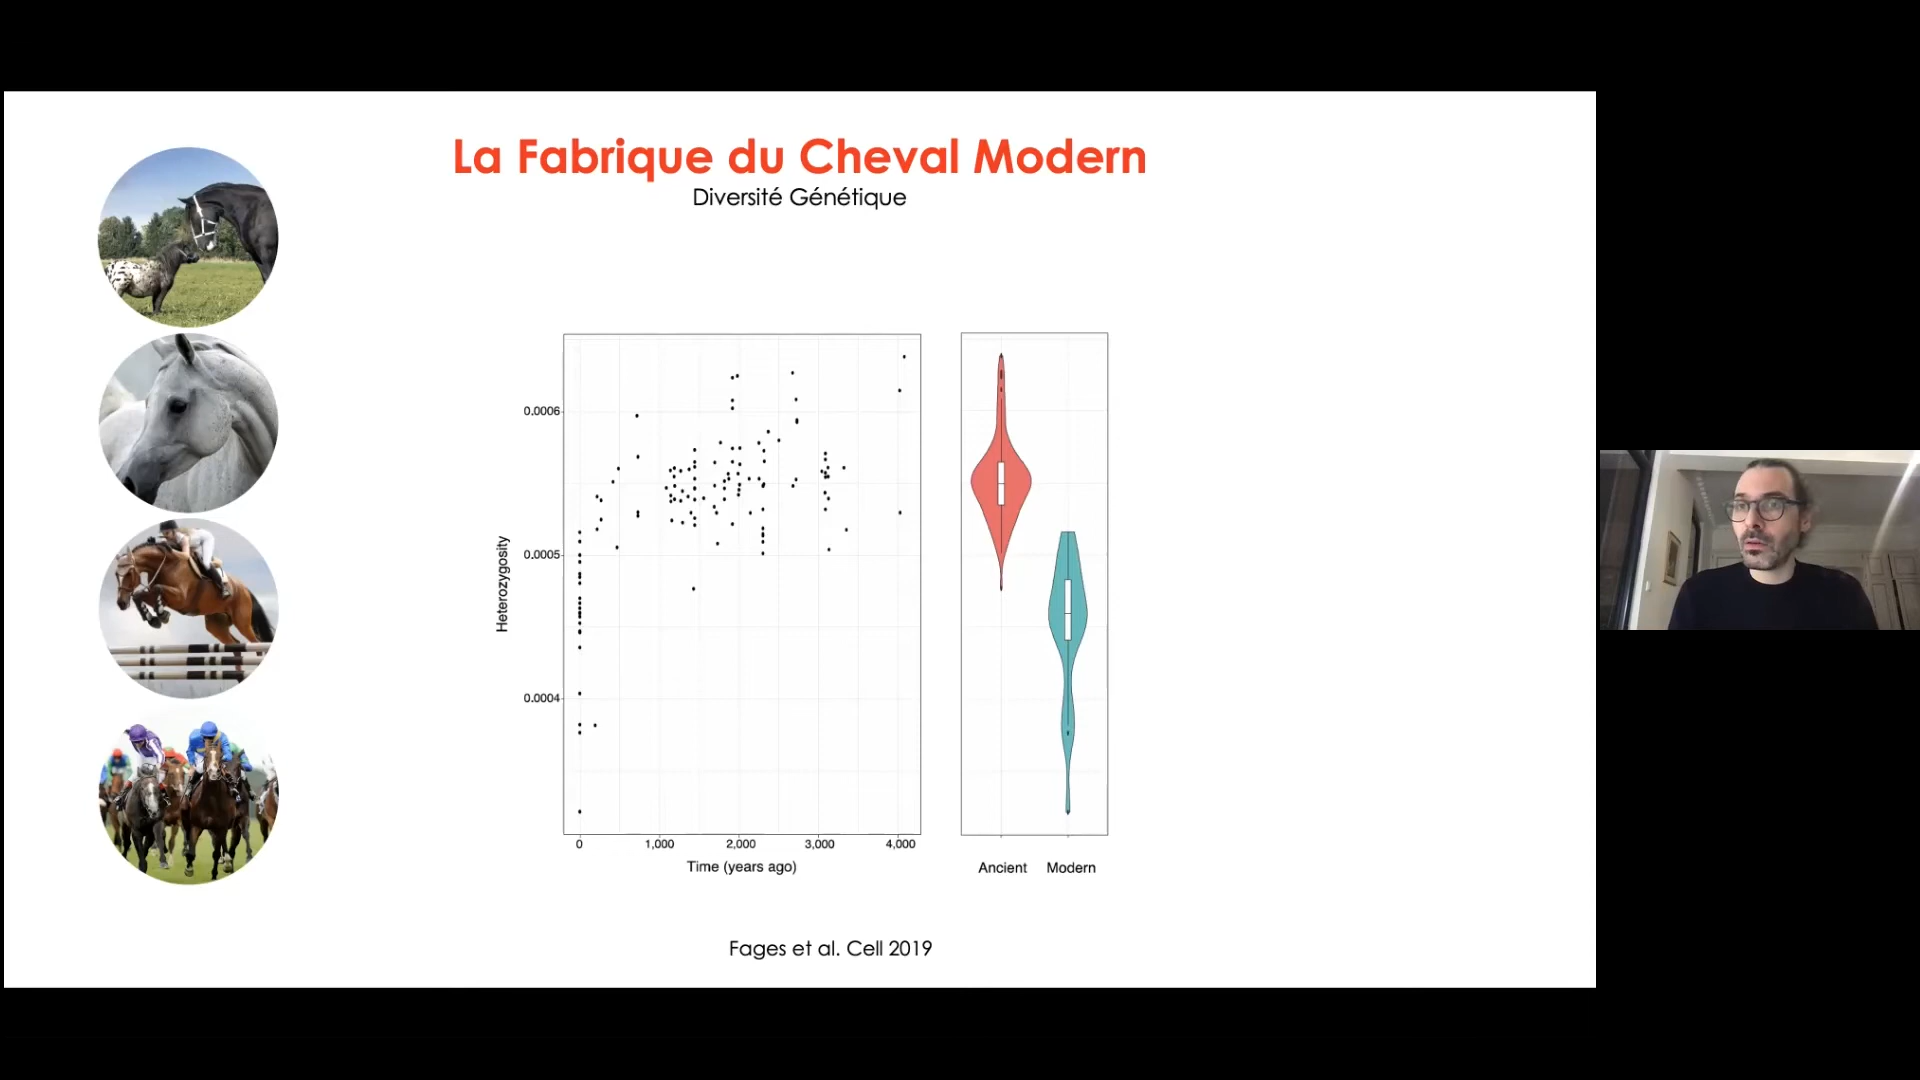 La Fabrique du Cheval Modern
Diversité Génétique
0.0006
0.0005
0.0004
Heterozygosity
0
1,000
2,000
3,000
4,000
Time (years ago)
Ancient
Modern
Fages et al. Cell 2019